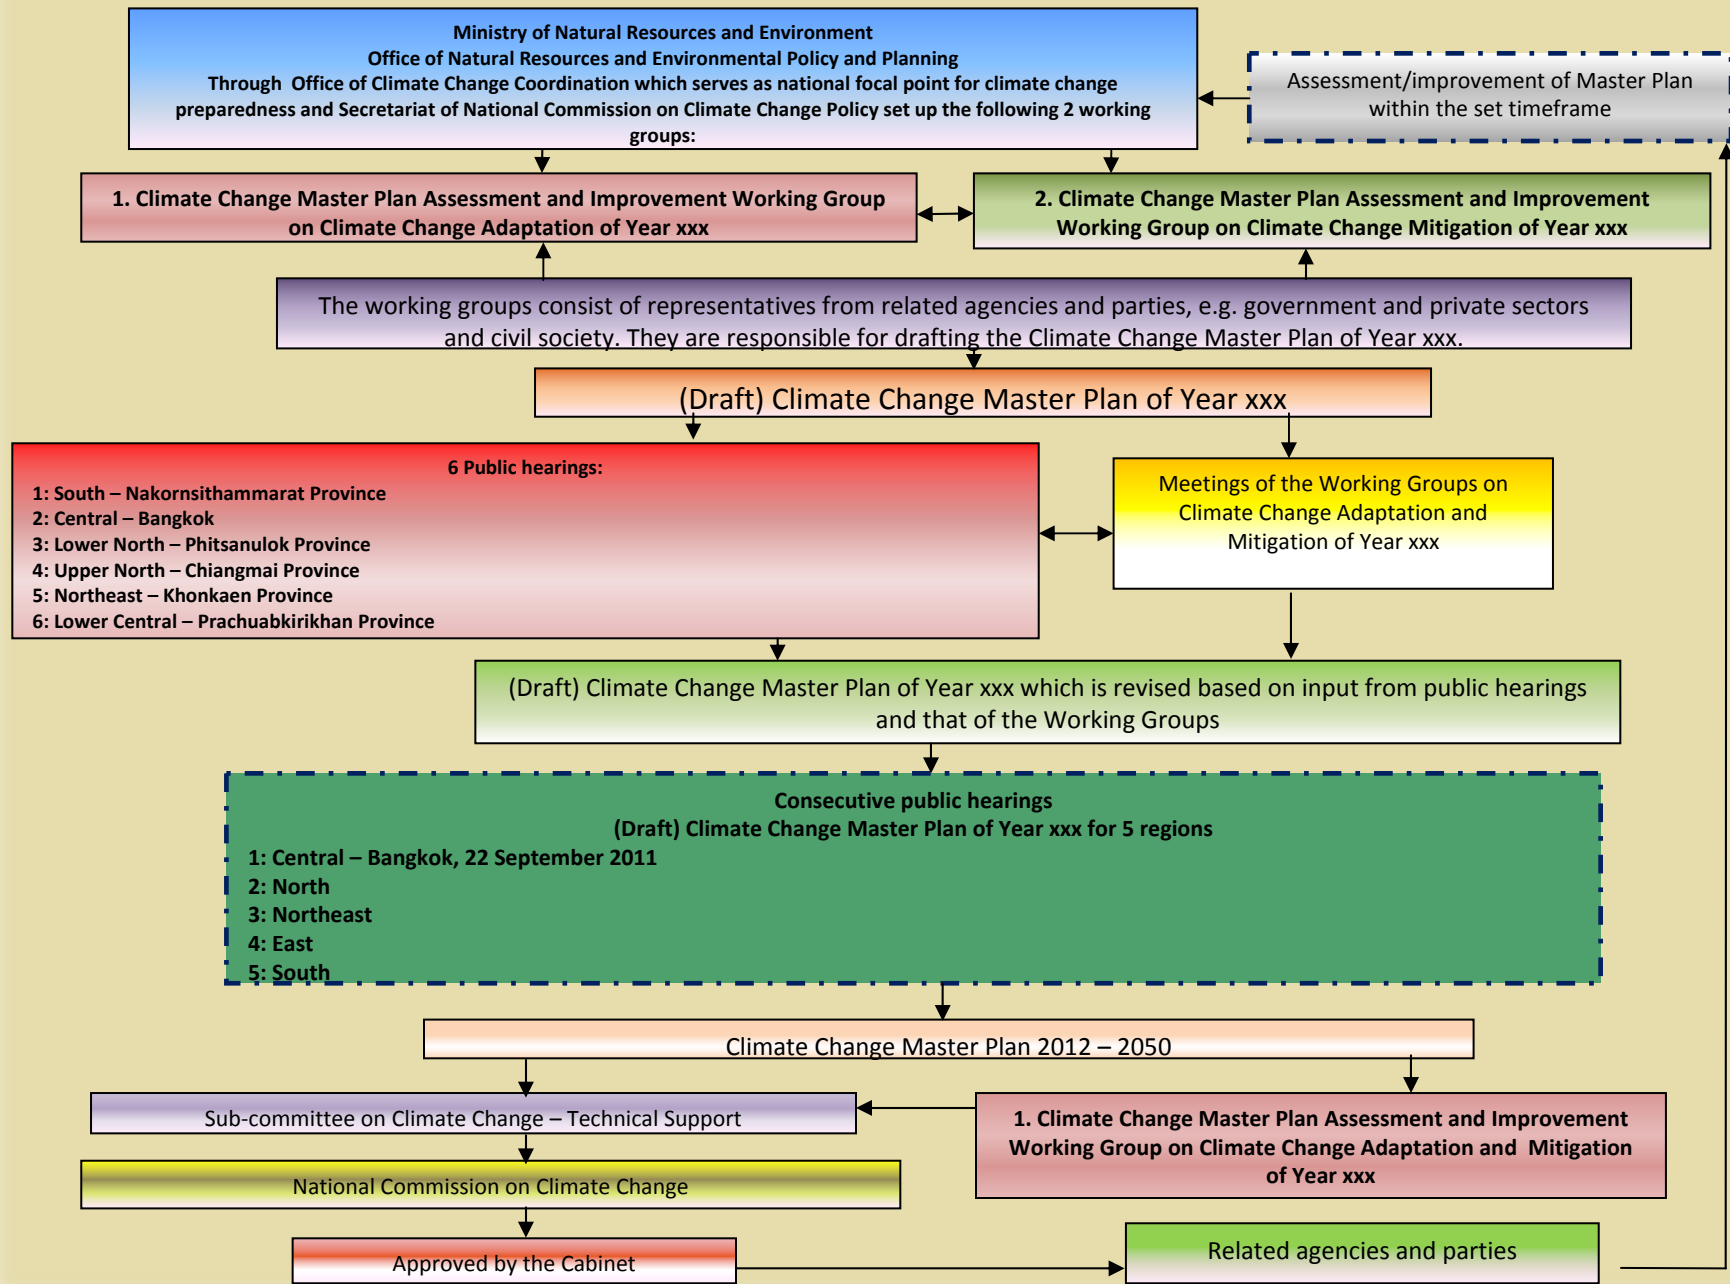 Ministry of Natural Resources and Environment
Office of Natural Resources and Environmental Policy and Planning
Through  Office of Climate Change Coordination which serves as national focal point for climate change
preparedness and Secretariat of National Commission on Climate Change Policy set up the following 2 working
groups:
Assessment/improvement of Master Plan
within the set timeframe
1. Climate Change Master Plan Assessment and Improvement Working Group
on Climate Change Adaptation of Year xxx
2. Climate Change Master Plan Assessment and Improvement
Working Group on Climate Change Mitigation of Year xxx
The working groups consist of representatives from related agencies and parties, e.g. government and private sectors
and civil society. They are responsible for drafting the Climate Change Master Plan of Year xxx.
(Draft) Climate Change Master Plan of Year xxx
6 Public hearings:
1: South – Nakornsithammarat Province
2: Central – Bangkok
3: Lower North – Phitsanulok Province
4: Upper North – Chiangmai Province
5: Northeast – Khonkaen Province
6: Lower Central – Prachuabkirikhan Province
Meetings of the Working Groups on
Climate Change Adaptation and
Mitigation of Year xxx
(Draft) Climate Change Master Plan of Year xxx which is revised based on input from public hearings
and that of the Working Groups
Consecutive public hearings
(Draft) Climate Change Master Plan of Year xxx for 5 regions
1: Central – Bangkok, 22 September 2011
2: North
3: Northeast
4: East
5: South
Climate Change Master Plan 2012 – 2050
Sub-committee on Climate Change – Technical Support
1. Climate Change Master Plan Assessment and Improvement
Working Group on Climate Change Adaptation and  Mitigation
of Year xxx
National Commission on Climate Change
Approved by the Cabinet
Related agencies and parties